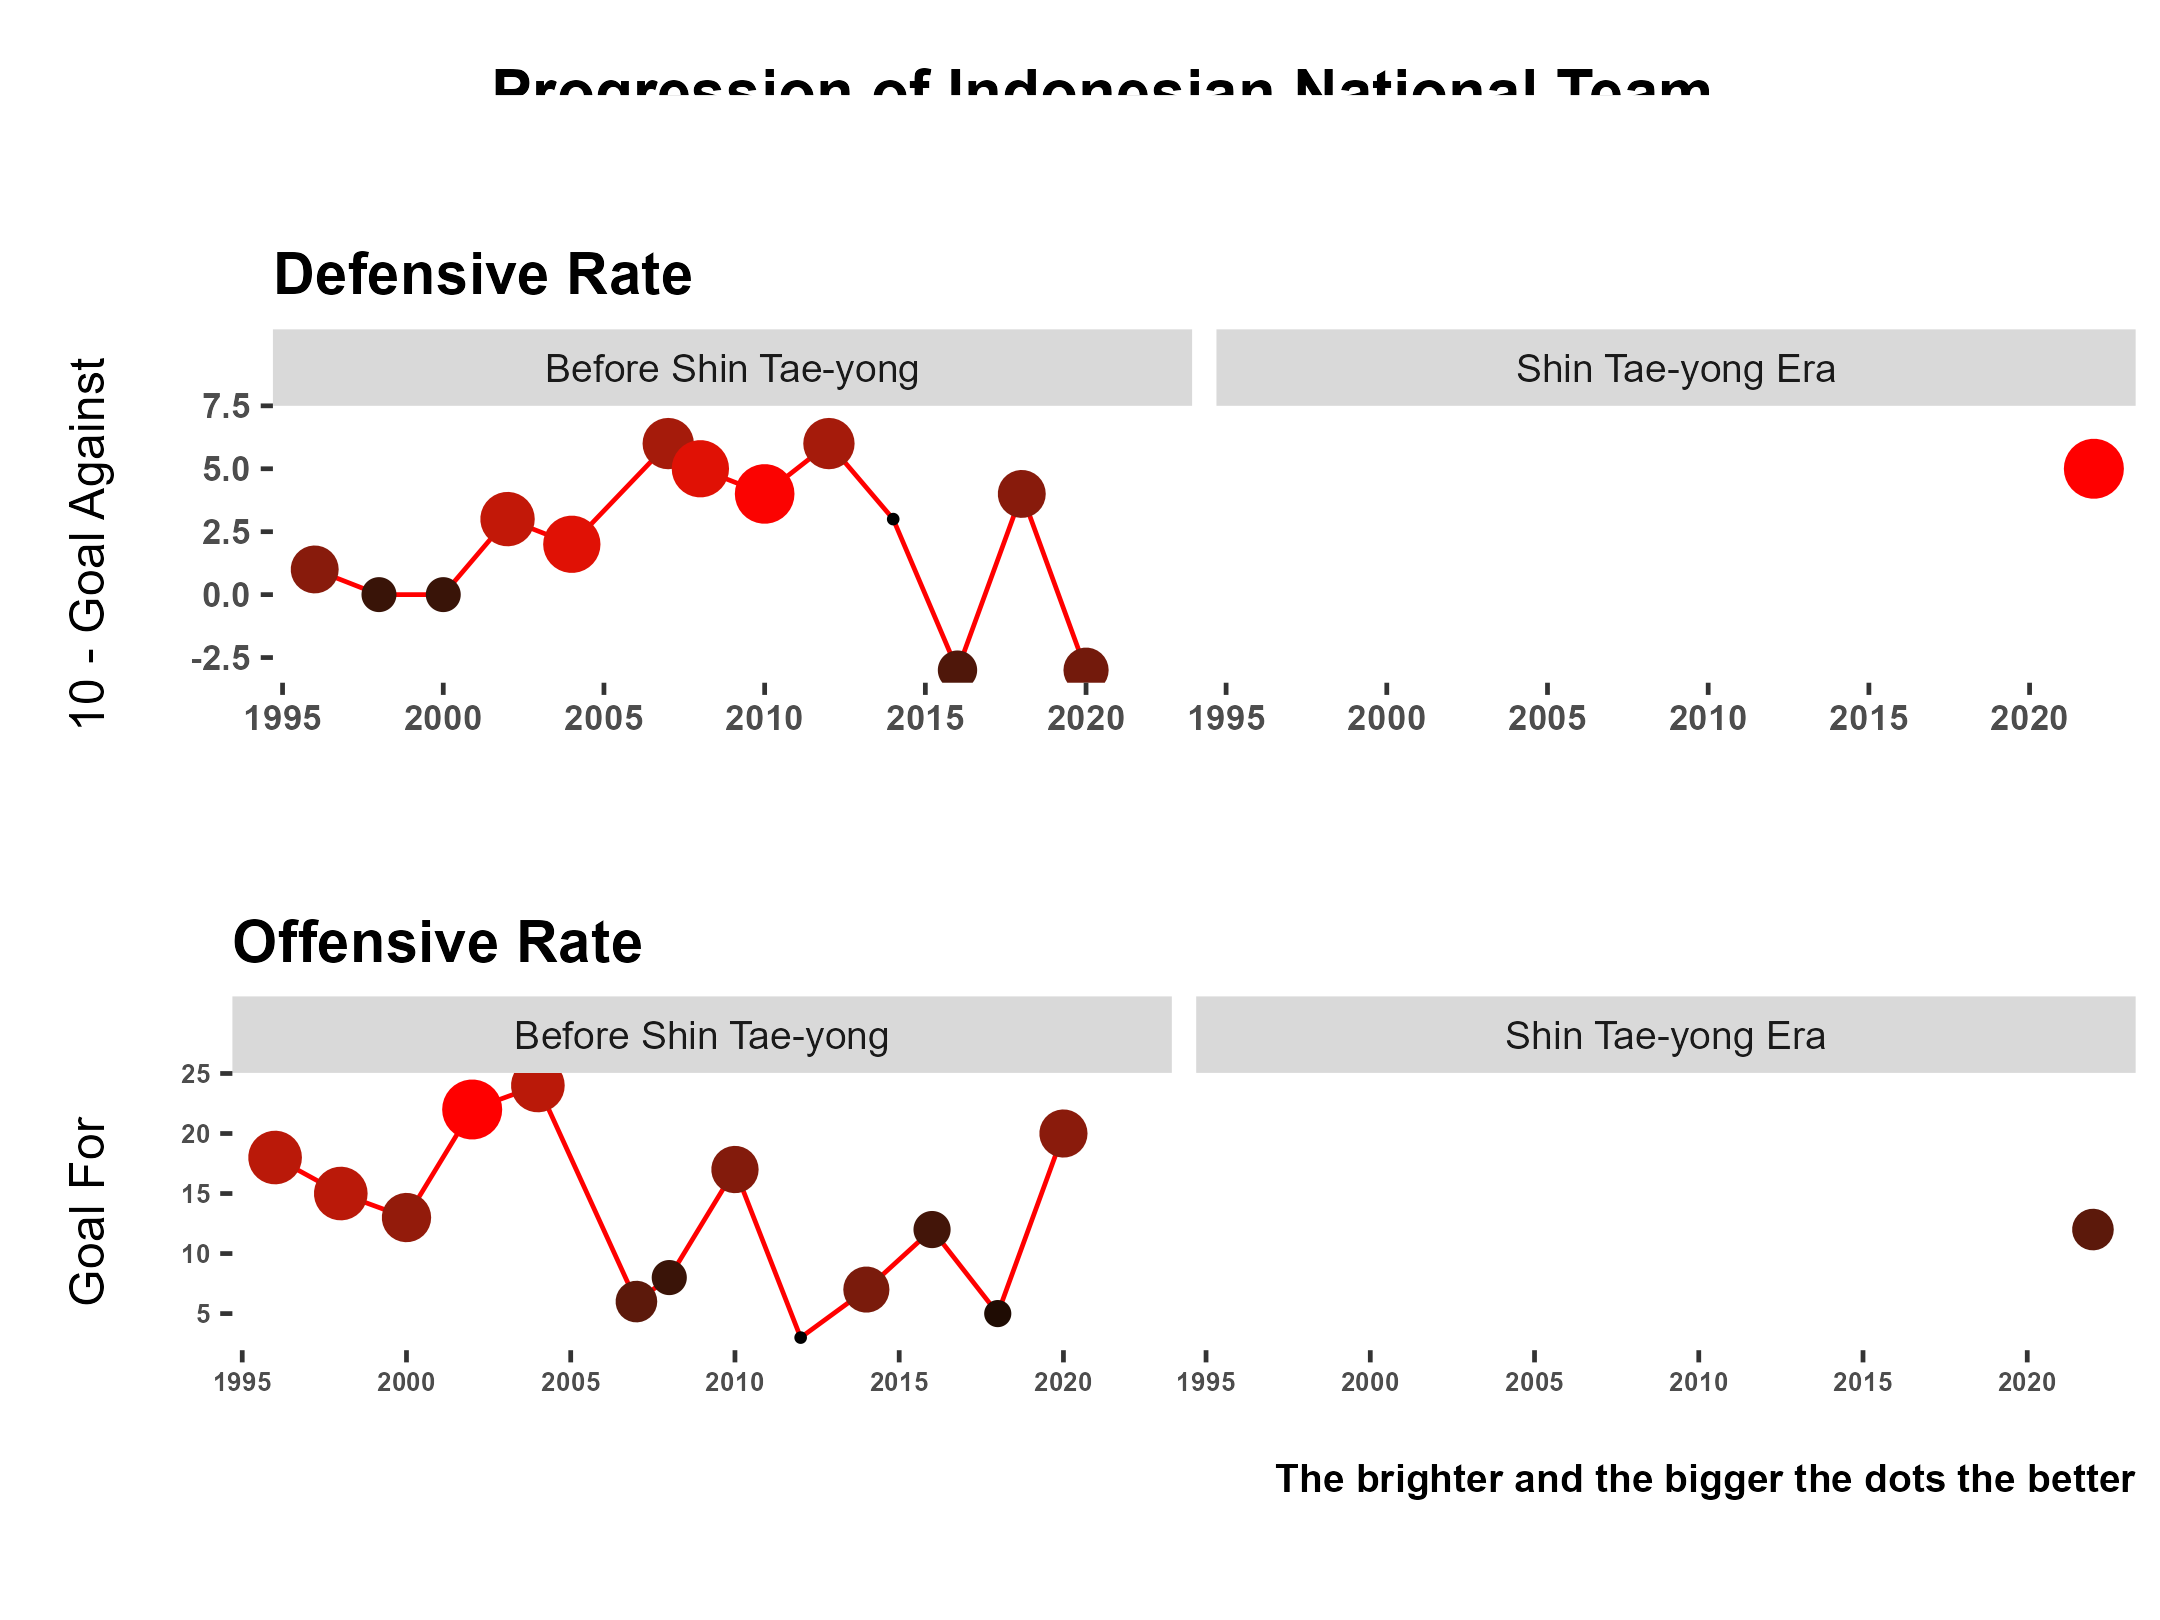 Progression of Indonesian National Team
Defensive Rate
Before Shin Tae-yong
Shin Tae-yong Era
10 - Goal Against
7.5
5.0
2.5
0.0
-2.5
1995 2000 2005 2010 2015 2020 1995 2000 2005 2010 2015 2020
Offensive Rate
Before Shin Tae-yong
Shin Tae-yong Era
Goal For
25
20
15
10
5
1995 2000 2005 2010 2015 2020 1995 2000 2005 2010 2015 2020
The brighter and the bigger the dots the better